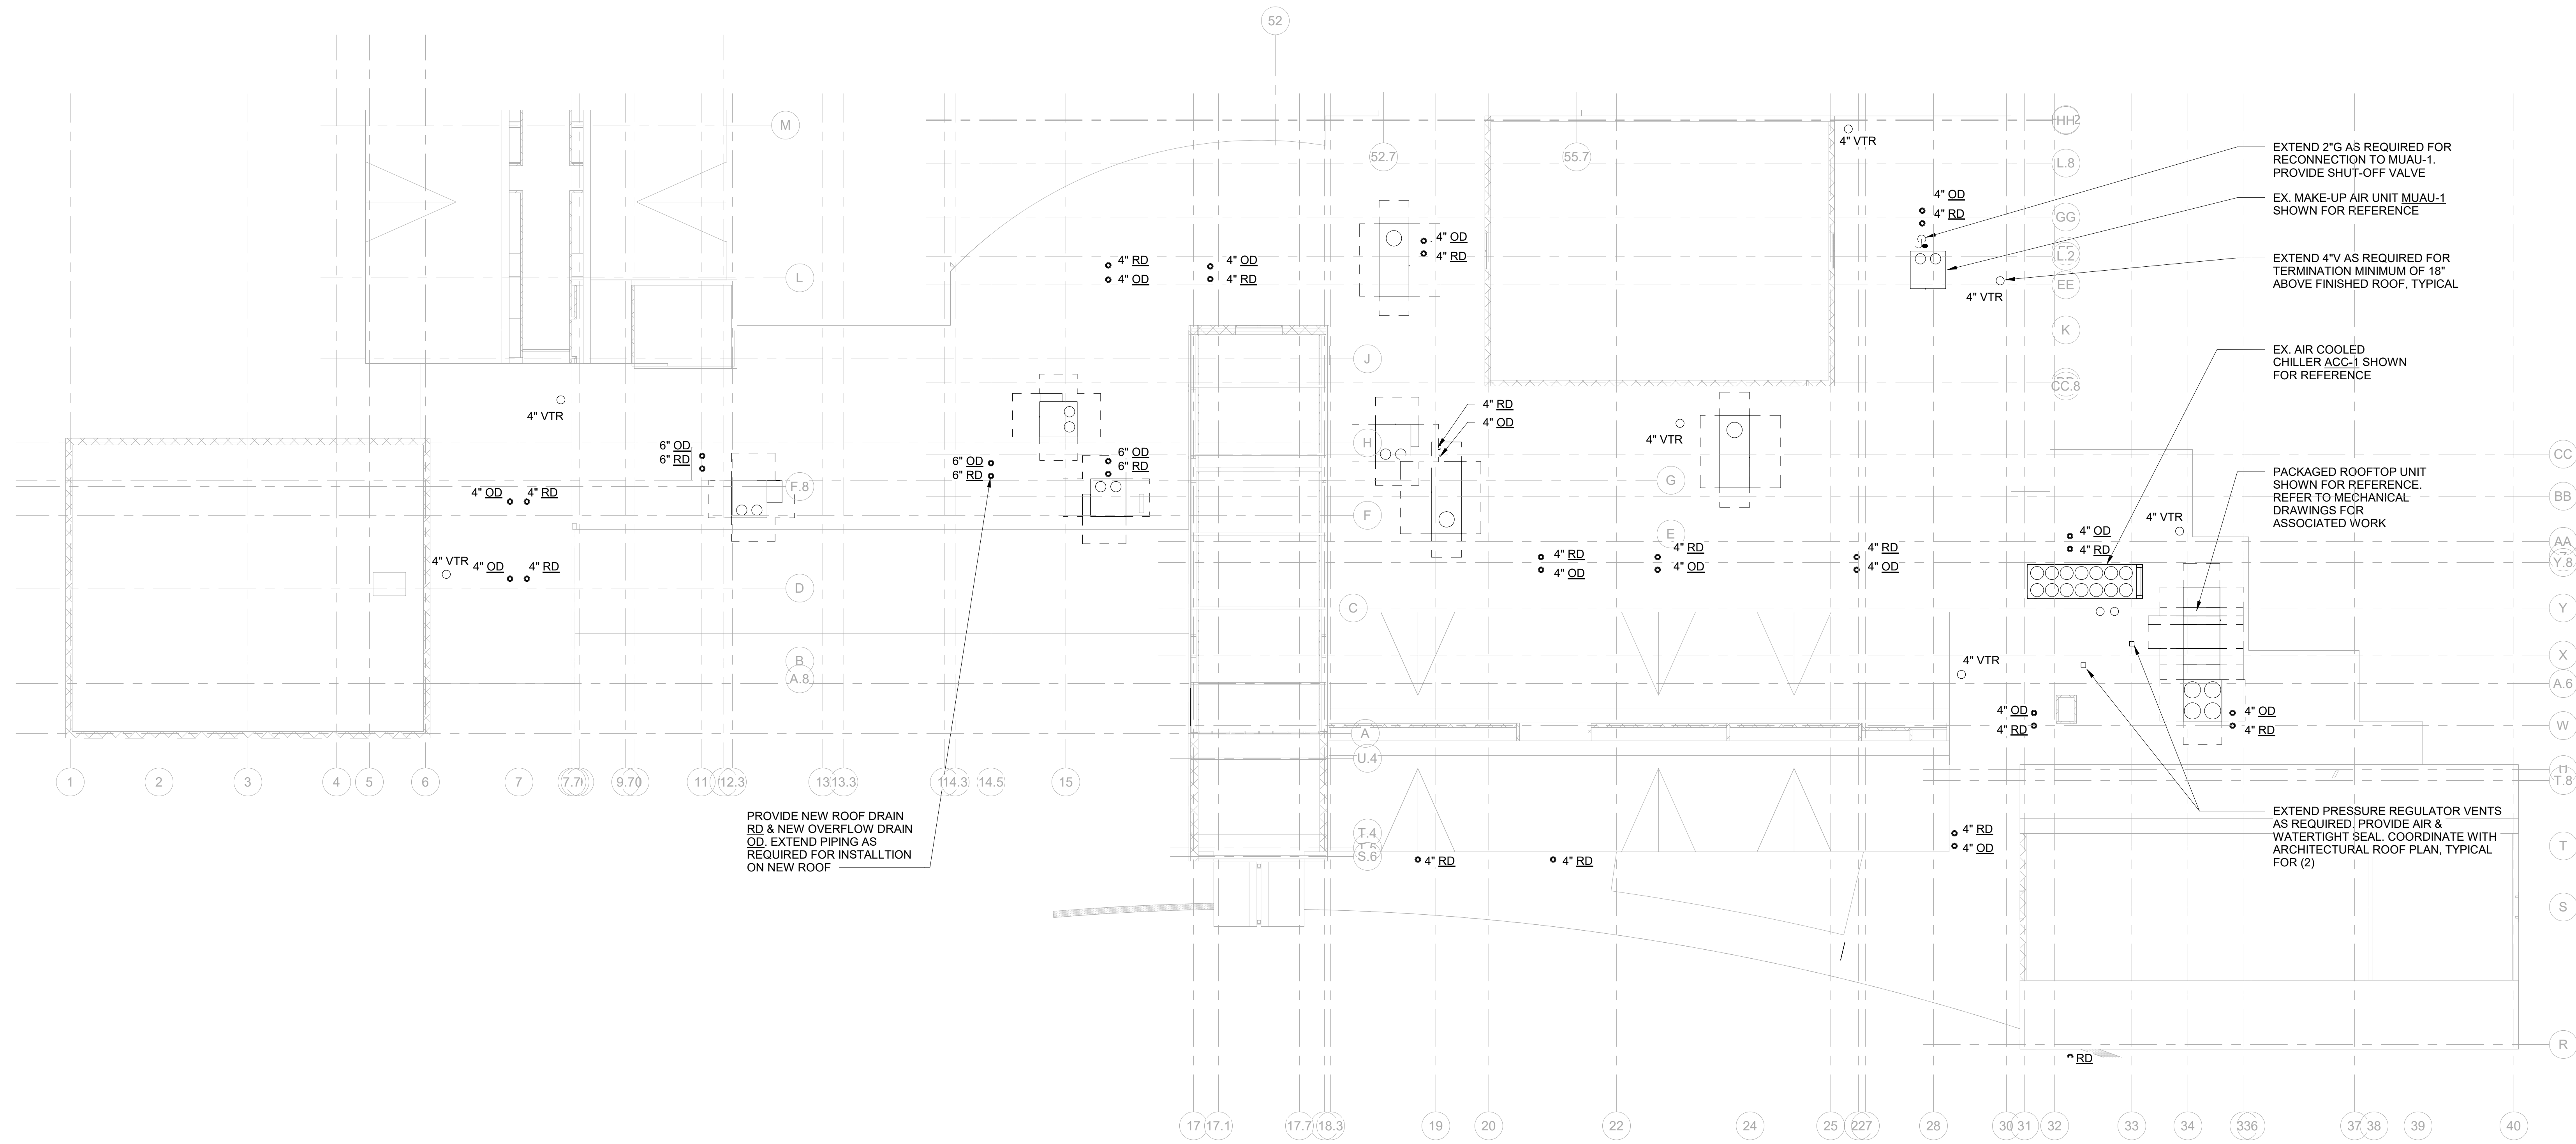 52
M
52.7
55.7
L.8
4" VTR
EXTEND 2"G AS REQUIRED FOR
RECONNECTION TO MUAU-1.
PROVIDE SHUT-OFF VALVE
4" OD
4" RD
EX. MAKE-UP AIR UNIT MUAU-1
SHOWN FOR REFERENCE
GG
4" OD
4" RD
4" RD
4" OD
4" OD
4" RD
L
L.2
EE
4" VTR
EXTEND 4"V AS REQUIRED FOR
TERMINATION MINIMUM OF 18"
ABOVE FINISHED ROOF, TYPICAL
K
J
EX. AIR COOLED
CHILLER ACC-1 SHOWN
FOR REFERENCE
CC.8
4" VTR
4" RD
4" OD
4" VTR
H
6" OD
6" RD
6" OD
6" RD
6" OD
6" RD
CC
G
F.8
4" OD
4" RD
PACKAGED ROOFTOP UNIT
SHOWN FOR REFERENCE.
REFER TO MECHANICAL
DRAWINGS FOR
ASSOCIATED WORK
BB
F
E
4" VTR
4" OD
4" RD
AA
Y.8
4" RD
4" OD
4" RD
4" OD
4" RD
4" OD
4" VTR
4" OD
4" RD
D
C
Y
B
A.8
X
4" VTR
A.6
4" OD
4" RD
4" OD
4" RD
W
A
U.4
U
T.8
1
2
3
4
5
6
7
9.7
11
12.3
13
13.3
14.3
14.5
15
PROVIDE NEW ROOF DRAIN
RD & NEW OVERFLOW DRAIN
OD. EXTEND PIPING AS
REQUIRED FOR INSTALLTION
ON NEW ROOF
EXTEND PRESSURE REGULATOR VENTS
AS REQUIRED. PROVIDE AIR &
WATERTIGHT SEAL. COORDINATE WITH
ARCHITECTURAL ROOF PLAN, TYPICAL
FOR (2)
T.4
T.5
S.6
4" RD
4" OD
T
4" RD
4" RD
S
R
RD
17
17.1
17.7
18.3
19
20
22
24
25
27
28
30
31
32
33
34
36
37
38
39
40